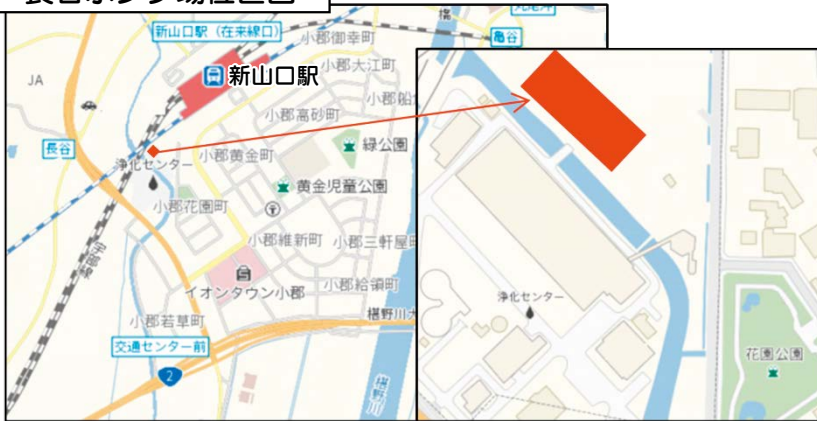 新山口駅（在来線口）
小郡御幸町
亀谷
JA
新山口駅
小郡大江町
小郡高砂町
長谷
緑公園
浄化センター
小郡黄金町
黄金児童公園
小郡花園町
小郡維新町
小郡三軒屋町
宇部線
イオンタウン小郡
小郡給領町
小郡若草町
交通センター前
2
椹野川
浄化センター
花園公園